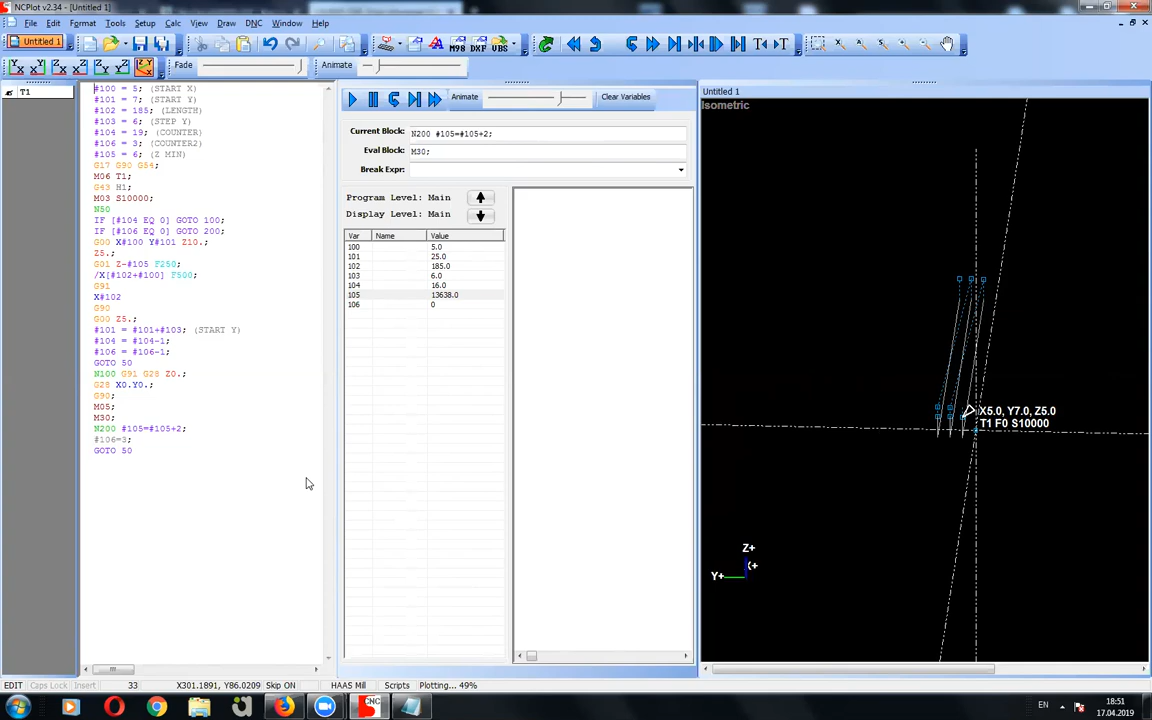 NCPlot v2.34 - [Untitled 1]
File Edit Format Tools Setup Calc View Draw DNC Window Help
Untitled 1
M98 DXF VBS
Fade
Animate
T1
#100 = 5; (START X)
#101 = 7; (START Y)
#102 = 185; (LENGTH)
#103 = 6; (STEP Y)
#104 = 19; (COUNTER)
#106 = 3; (COUNTER2)
#105 = 6; (Z MIN)
G17 G90 G54;
M06 T1;
G43 H1;
M03 S10000;
N50
IF [#104 EQ 0] GOTO 100;
IF [#106 EQ 0] GOTO 200;
G00 X#100 Y#101 Z10.;
Z5.;
G01 Z-#105 F250;
/X[#102+#100] F500;
G91
X#102
G90
G00 Z5.;
#101 = #101+#103; (START Y)
#104 = #104-1;
#106 = #106-1;
GOTO 50
N100 G91 G28 Z0.;
G28 X0.Y0.;
G90;
M05;
M30;
N200 #105=#105+2;
#106=3;
GOTO 50
Animate
Clear Variables
Current Block: N200 #105=#105+2;
Eval Block: M30;
Break Expr:
Program Level: Main
Display Level: Main
Var Name Value
100 5.0
101 25.0
102 185.0
103 6.0
104 16.0
105 13638.0
106 0
Untitled 1
Isometric
X5.0, Y7.0, Z5.0
T1 F0 S10000
Z+
X+
Y+
EDIT Caps Lock Insert 33 X301.1891, Y86.0209 Skip ON HAAS Mill Scripts Plotting... 49%
EN
18:51
17.04.2019